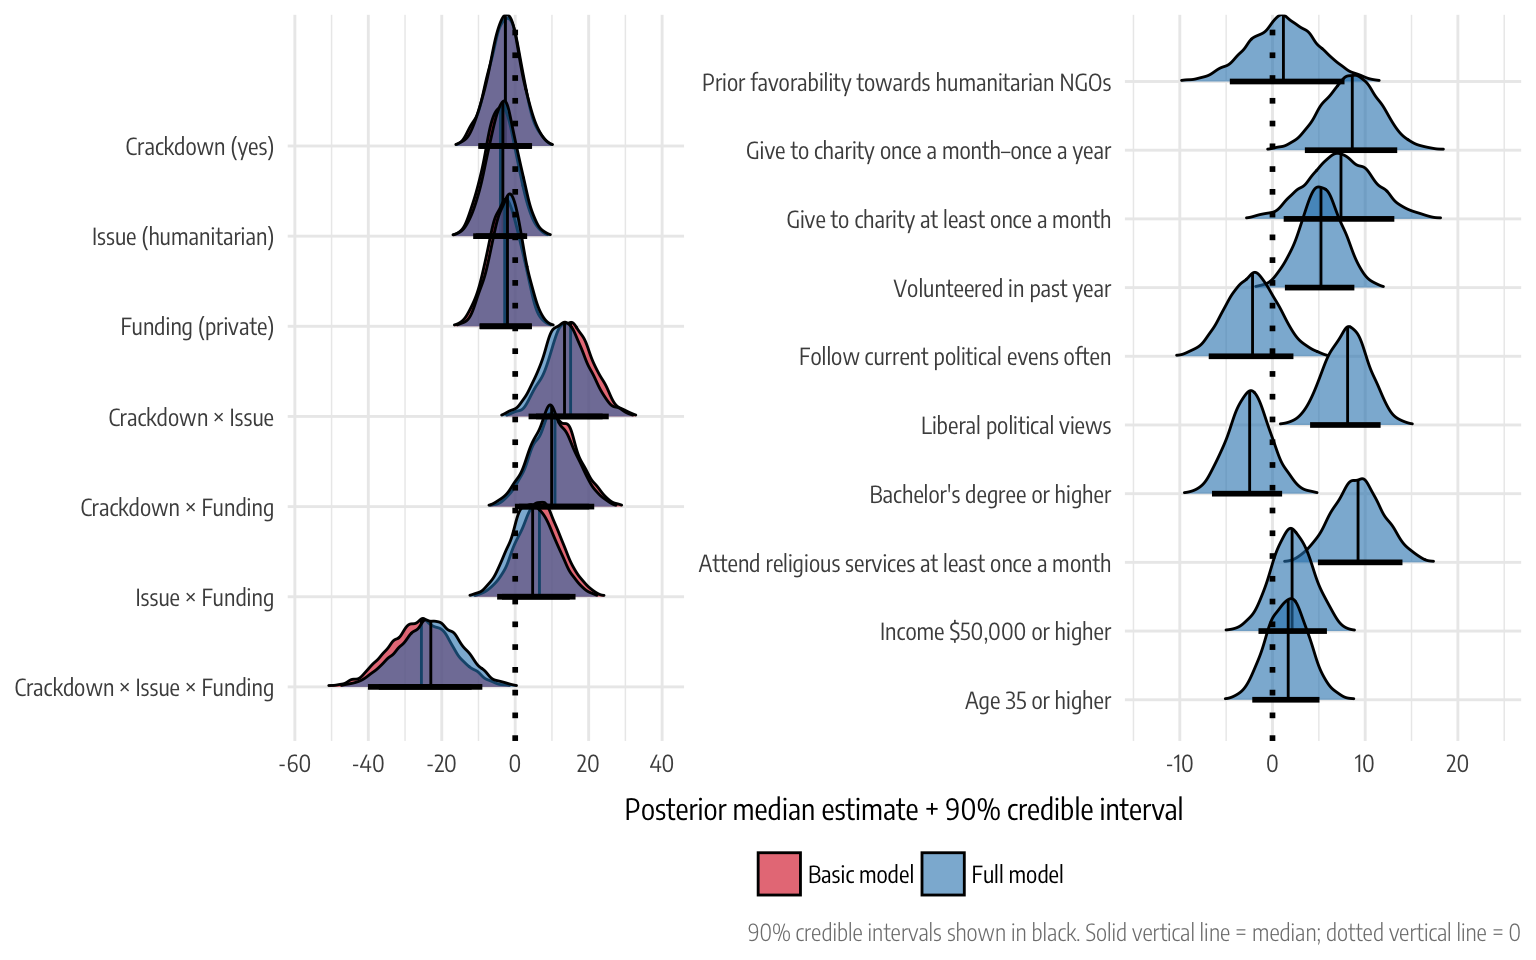 Crackdown (yes)
Issue (humanitarian)
Funding (private)
Crackdown × Issue
Crackdown × Funding
Issue × Funding
Crackdown × Issue × Funding
-60 -40 -20 0 20 40
Prior favorability towards humanitarian NGOs
Give to charity once a month–once a year
Give to charity at least once a month
Volunteered in past year
Follow current political evens often
Liberal political views
Bachelor's degree or higher
Attend religious services at least once a month
Income $50,000 or higher
Age 35 or higher
-10 0 10 20
Posterior median estimate + 90% credible interval
Basic model Full model
90% credible intervals shown in black. Solid vertical line = median; dotted vertical line = 0